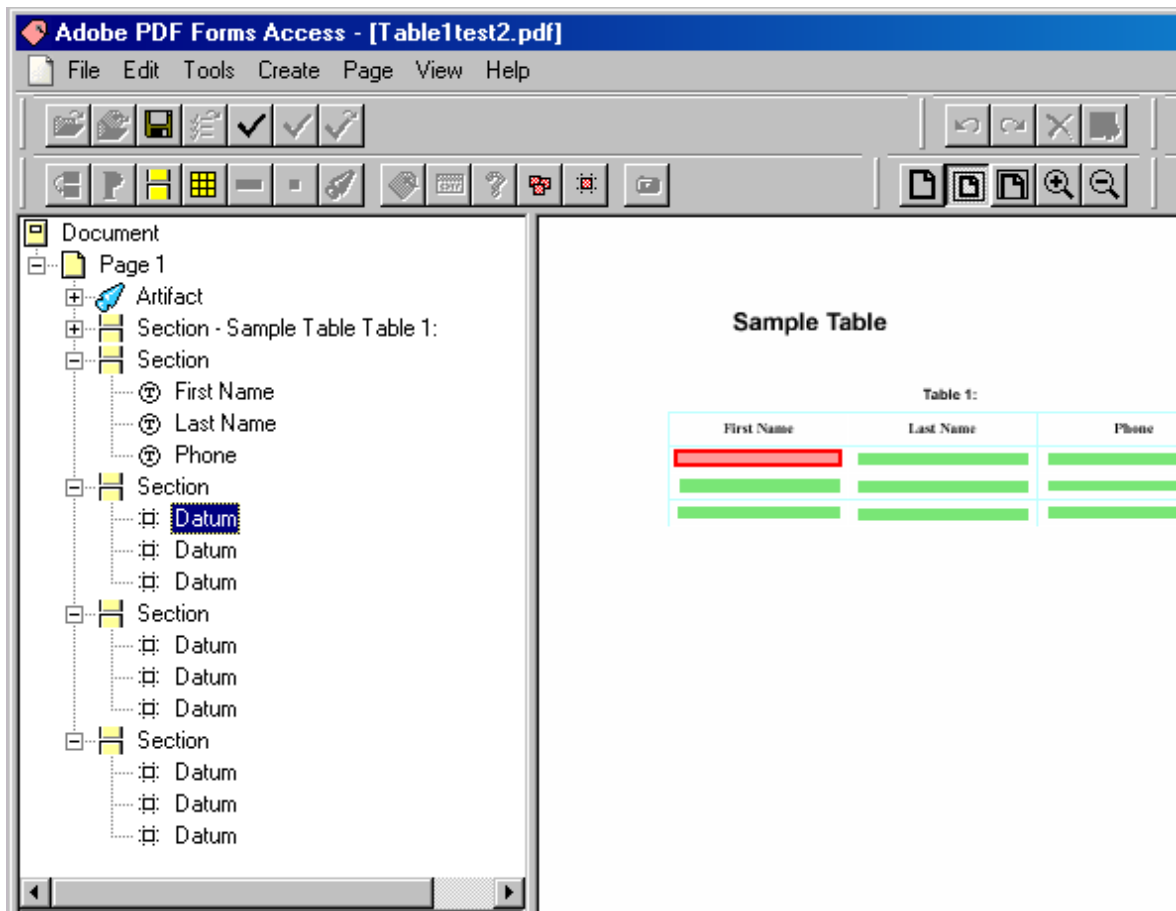 Adobe PDF Forms Access - [Table1test2.pdf]
File Edit Tools Create Page View Help
Document
Page 1
Artifact
Section - Sample Table Table 1:
Section
First Name
Last Name
Phone
Section
Datum
Datum
Datum
Section
Datum
Datum
Datum
Section
Datum
Datum
Datum
Sample Table
Table 1:
First Name Last Name Phone